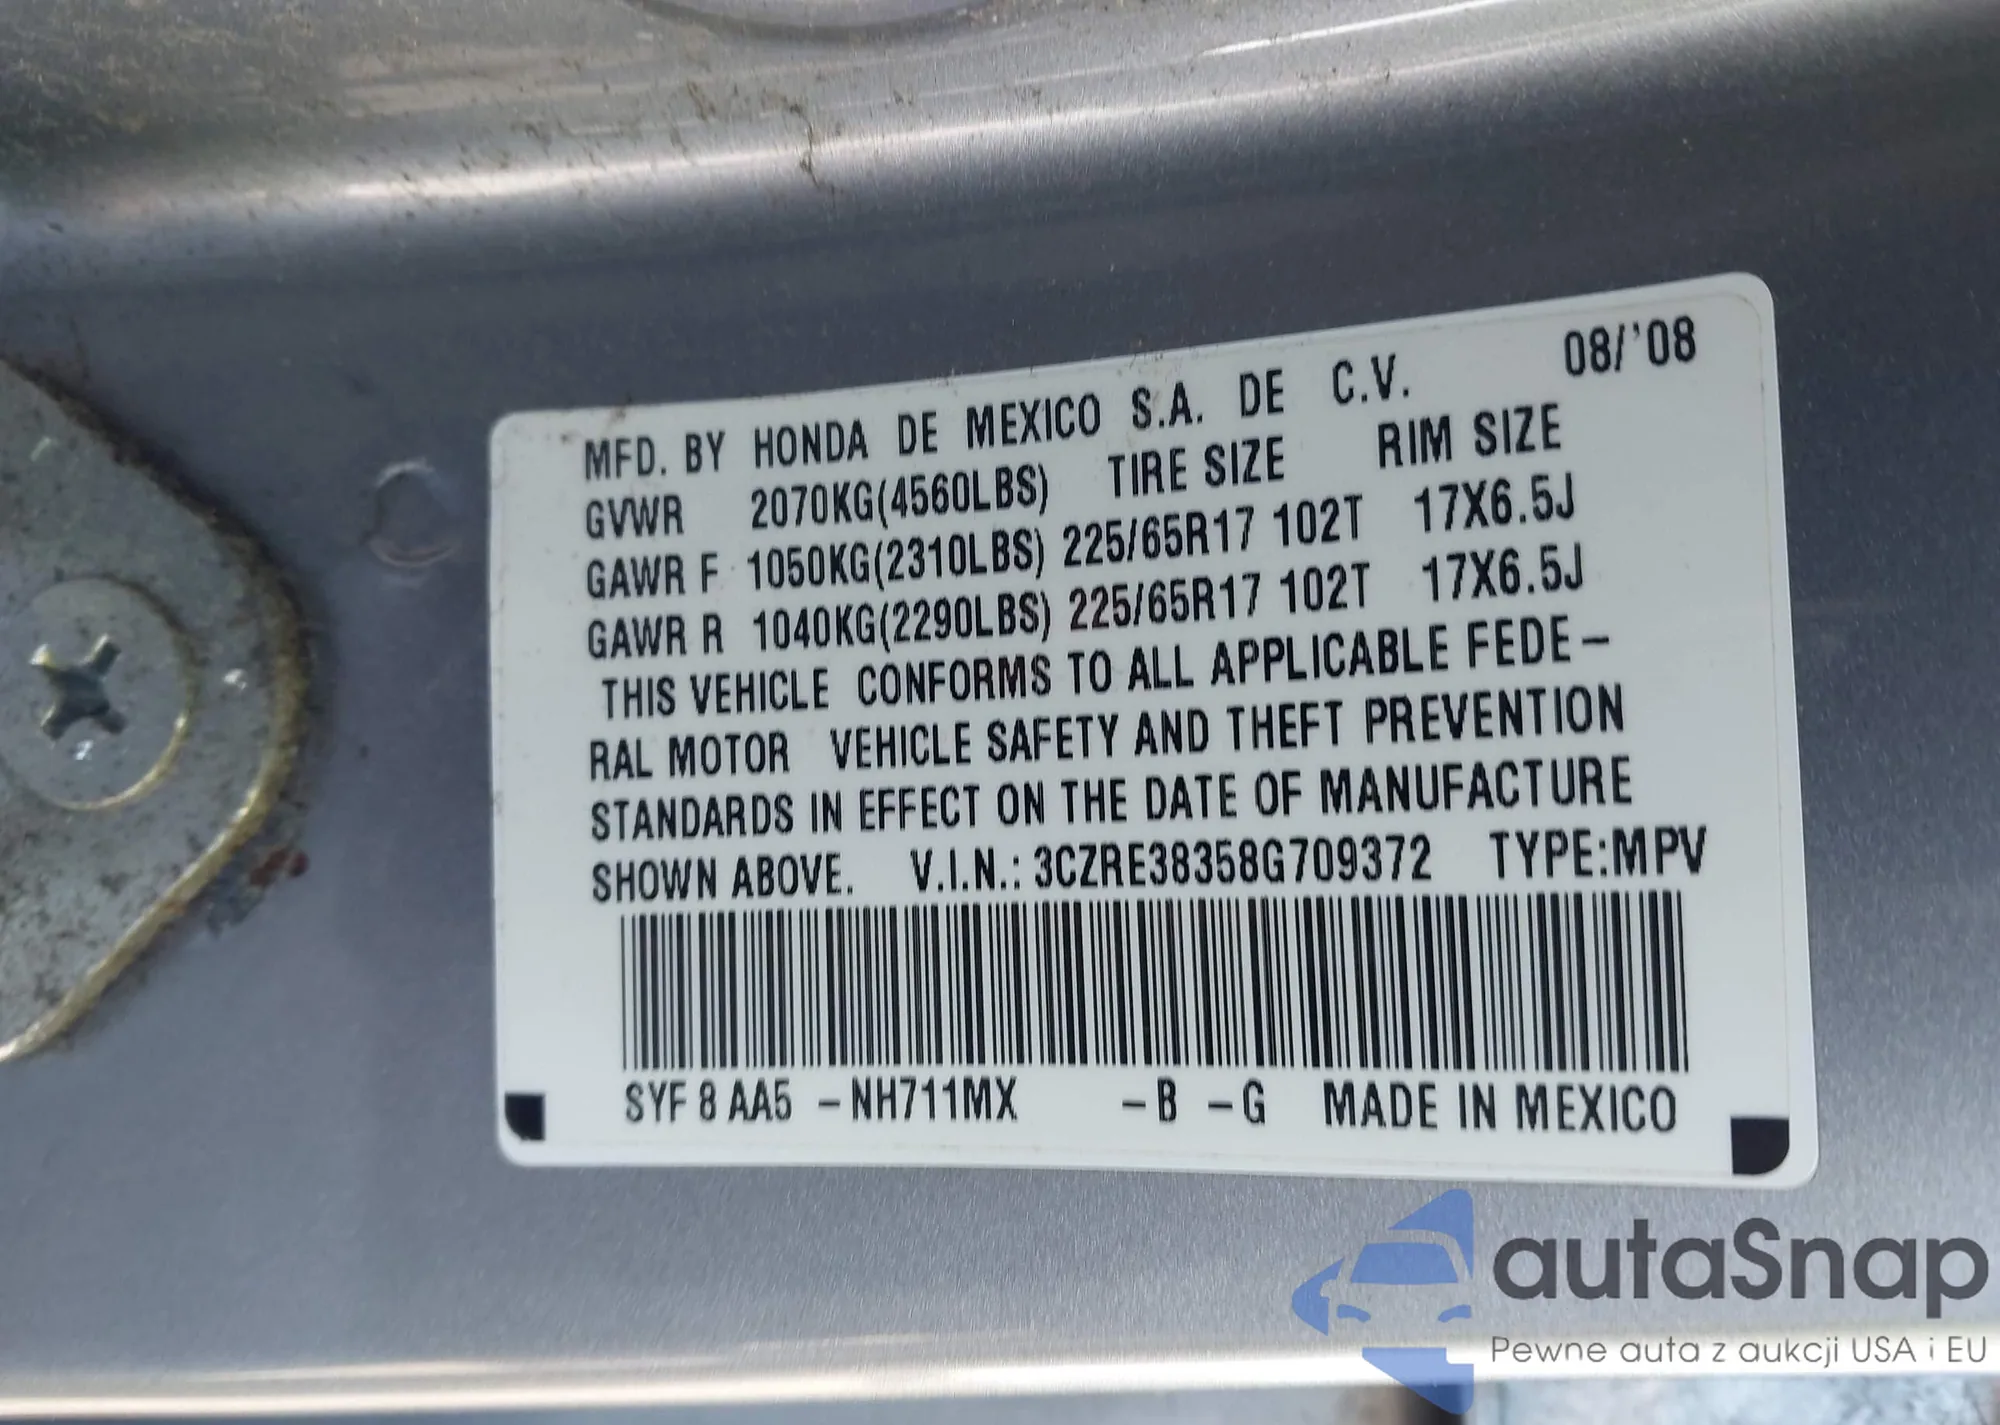 MFD. BY HONDA DE MEXICO S.A. DE C.V. 08/'08
GVWR 2070KG(4560LBS) TIRE SIZE RIM SIZE
GAWR F 1050KG(2310LBS) 225/65R17 102T 17X6.5J
GAWR R 1040KG(2290LBS) 225/65R17 102T 17X6.5J
THIS VEHICLE CONFORMS TO ALL APPLICABLE FEDE-
RAL MOTOR VEHICLE SAFETY AND THEFT PREVENTION
STANDARDS IN EFFECT ON THE DATE OF MANUFACTURE
SHOWN ABOVE. V.I.N.: 3CZRE38358G709372 TYPE:MPV
SYF 8 AA5 -NH711MX -B -G MADE IN MEXICO
autaSnap
Pewne auta z aukcji USA i EU